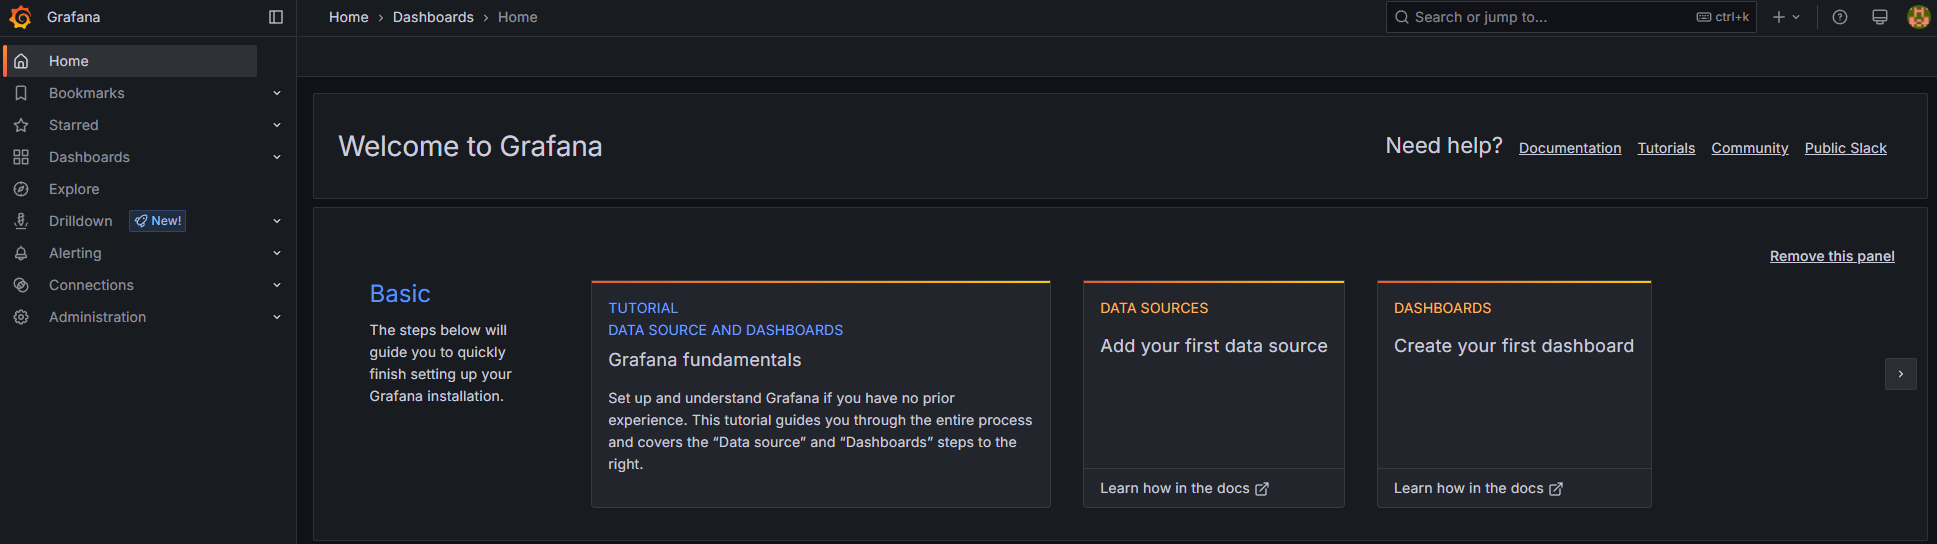 Grafana
Home
Bookmarks
Starred
Dashboards
Explore
Drilldown New!
Alerting
Connections
Administration
Home › Dashboards › Home
Search or jump to... ctrl+k
Welcome to Grafana
Need help? Documentation Tutorials Community Public Slack
Remove this panel
Basic
The steps below will
guide you to quickly
finish setting up your
Grafana installation.
TUTORIAL
DATA SOURCE AND DASHBOARDS
Grafana fundamentals
Set up and understand Grafana if you have no prior
experience. This tutorial guides you through the entire process
and covers the “Data source” and “Dashboards” steps to the
right.
DATA SOURCES
Add your first data source
Learn how in the docs
DASHBOARDS
Create your first dashboard
Learn how in the docs